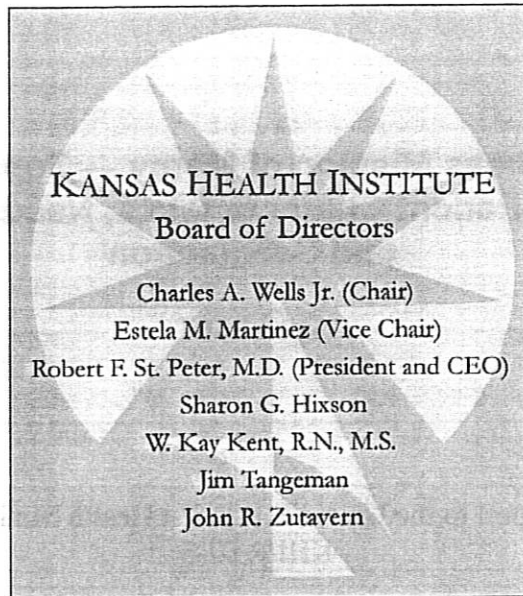 KANSAS HEALTH INSTITUTE
Board of Directors
Charles A. Wells Jr. (Chair)
Estela M. Martinez (Vice Chair)
Robert F. St. Peter, M.D. (President and CEO)
Sharon G. Hixson
W. Kay Kent, R.N., M.S.
Jim Tangeman
John R. Zutavern